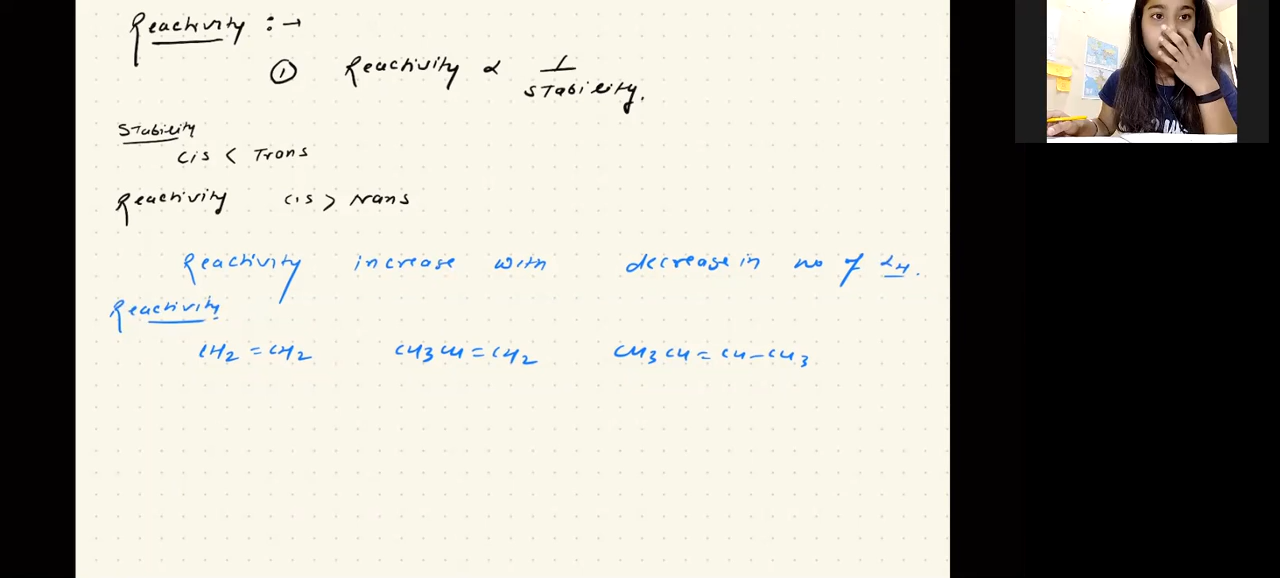 Reactivity :→
① Reactivity ∝ 1/stability.
Stability
cis < Trans
Reactivity cis > trans
Reactivity increase with decrease in no of αH.
Reactivity
CH2 = CH2 CH3CH = CH2 CH3CH = CH-CH3